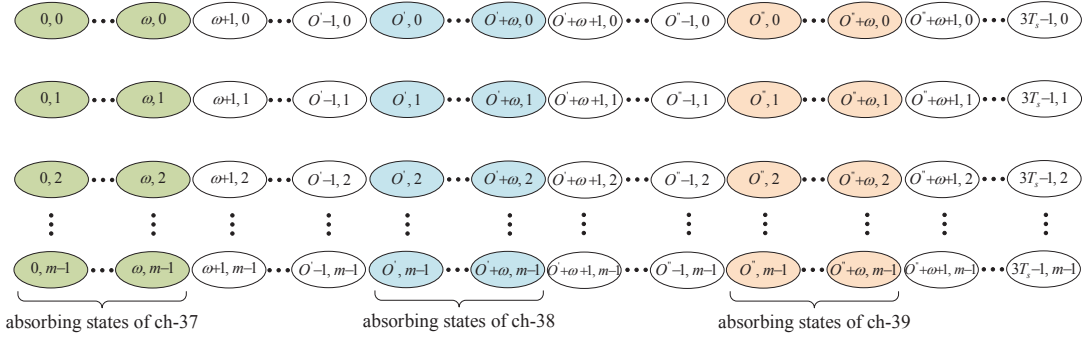 0, 0 ••• ω, 0 ω+1, 0 ••• O'−1, 0 O', 0 ••• O'+ω, 0 O'+ω+1, 0 ••• O"−1, 0 O", 0 ••• O"+ω, 0 O"+ω+1, 0 ••• 3Tₛ−1, 0
0, 1 ••• ω, 1 ω+1, 1 ••• O'−1, 1 O', 1 ••• O'+ω, 1 O'+ω+1, 1 ••• O"−1, 1 O", 1 ••• O"+ω, 1 O"+ω+1, 1 ••• 3Tₛ−1, 1
0, 2 ••• ω, 2 ω+1, 2 ••• O'−1, 2 O', 2 ••• O'+ω, 2 O'+ω+1, 2 ••• O"−1, 2 O", 2 ••• O"+ω, 2 O"+ω+1, 2 ••• 3Tₛ−1, 2
0, m−1 ••• ω, m−1 ω+1, m−1 ••• O'−1, m−1 O', m−1 ••• O'+ω, m−1 O'+ω+1, m−1 ••• O"−1, m−1 O", m−1 ••• O"+ω, m−1 O"+ω+1, m−1 ••• 3Tₛ−1, m−1
absorbing states of ch-37 absorbing states of ch-38 absorbing states of ch-39